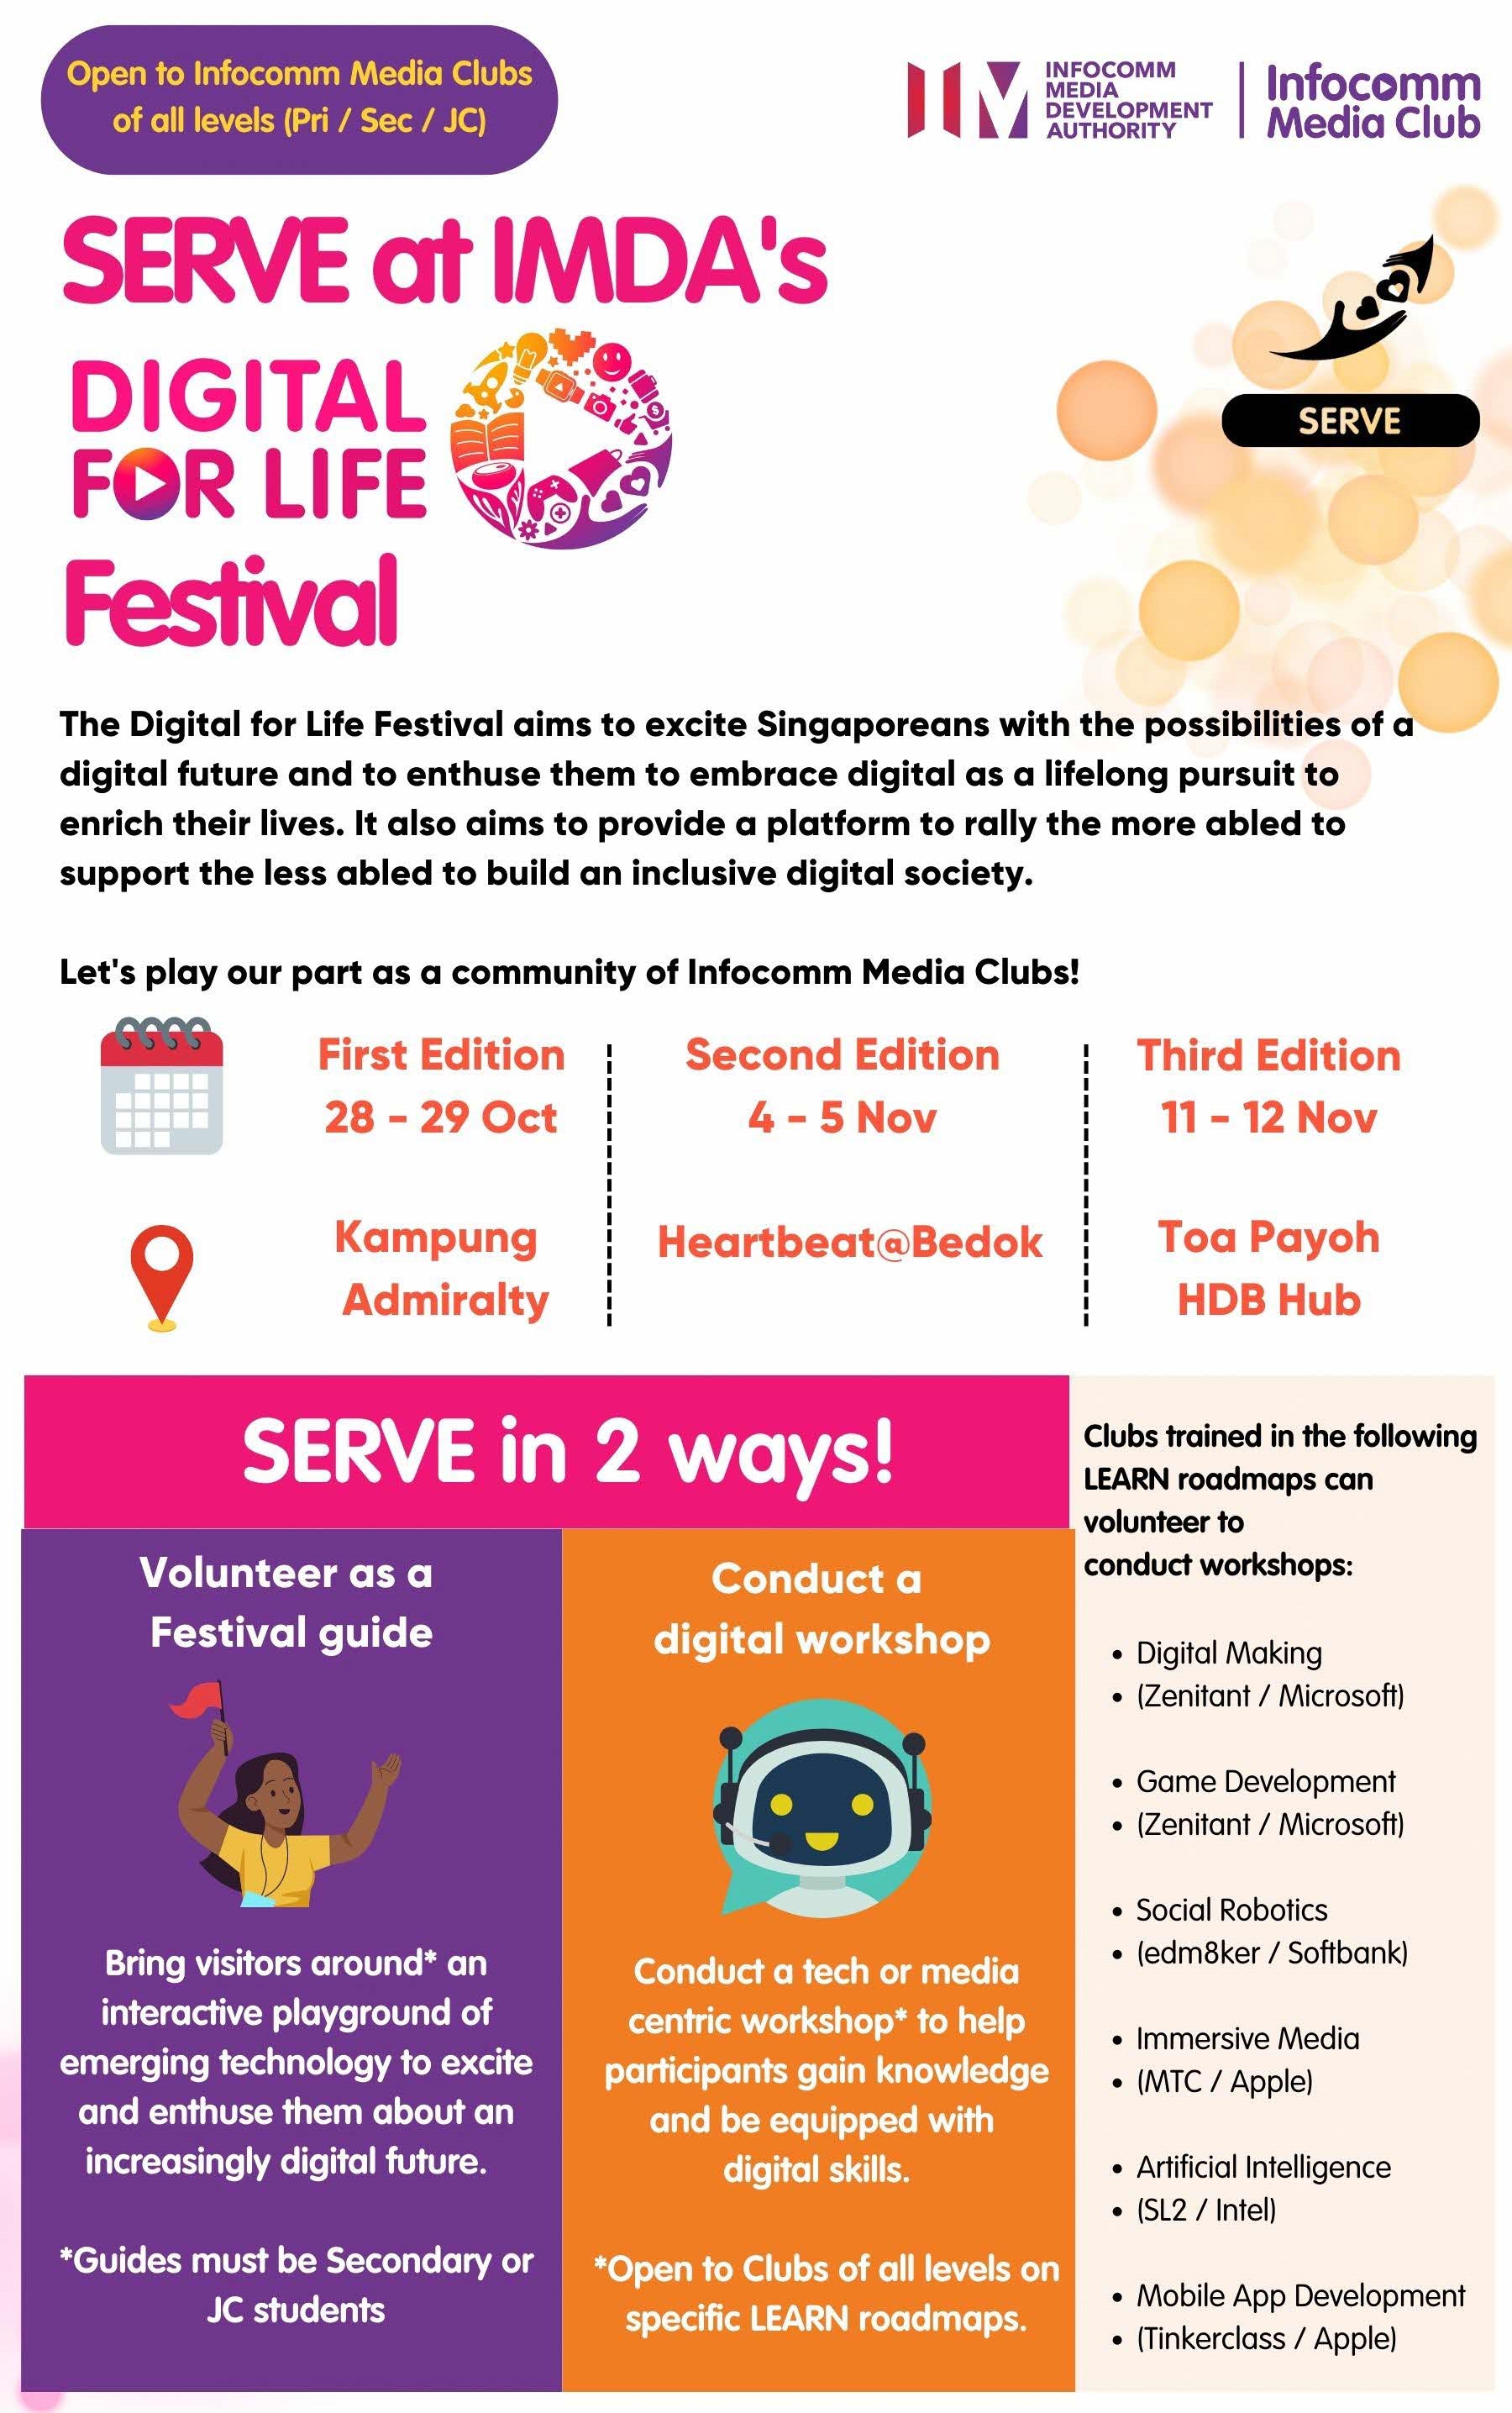 Open to Infocomm Media Clubs
of all levels (Pri / Sec / JC)
INFOCOMM
MEDIA
DEVELOPMENT
AUTHORITY
Infocomm
Media Club
SERVE at IMDA's
DIGITAL
FOR LIFE
Festival
SERVE
The Digital for Life Festival aims to excite Singaporeans with the possibilities of a
digital future and to enthuse them to embrace digital as a lifelong pursuit to
enrich their lives. It also aims to provide a platform to rally the more abled to
support the less abled to build an inclusive digital society.
Let's play our part as a community of Infocomm Media Clubs!
First Edition
28 - 29 Oct
Kampung
Admiralty
Second Edition
4 - 5 Nov
Heartbeat@Bedok
Third Edition
11 - 12 Nov
Toa Payoh
HDB Hub
SERVE in 2 ways!
Volunteer as a
Festival guide
Bring visitors around* an
interactive playground of
emerging technology to excite
and enthuse them about an
increasingly digital future.
*Guides must be Secondary or
JC students
Conduct a
digital workshop
Conduct a tech or media
centric workshop* to help
participants gain knowledge
and be equipped with
digital skills.
*Open to Clubs of all levels on
specific LEARN roadmaps.
Clubs trained in the following
LEARN roadmaps can
volunteer to
conduct workshops:
• Digital Making
• (Zenitant / Microsoft)
• Game Development
• (Zenitant / Microsoft)
• Social Robotics
• (edm8ker / Softbank)
• Immersive Media
• (MTC / Apple)
• Artificial Intelligence
• (SL2 / Intel)
• Mobile App Development
• (Tinkerclass / Apple)